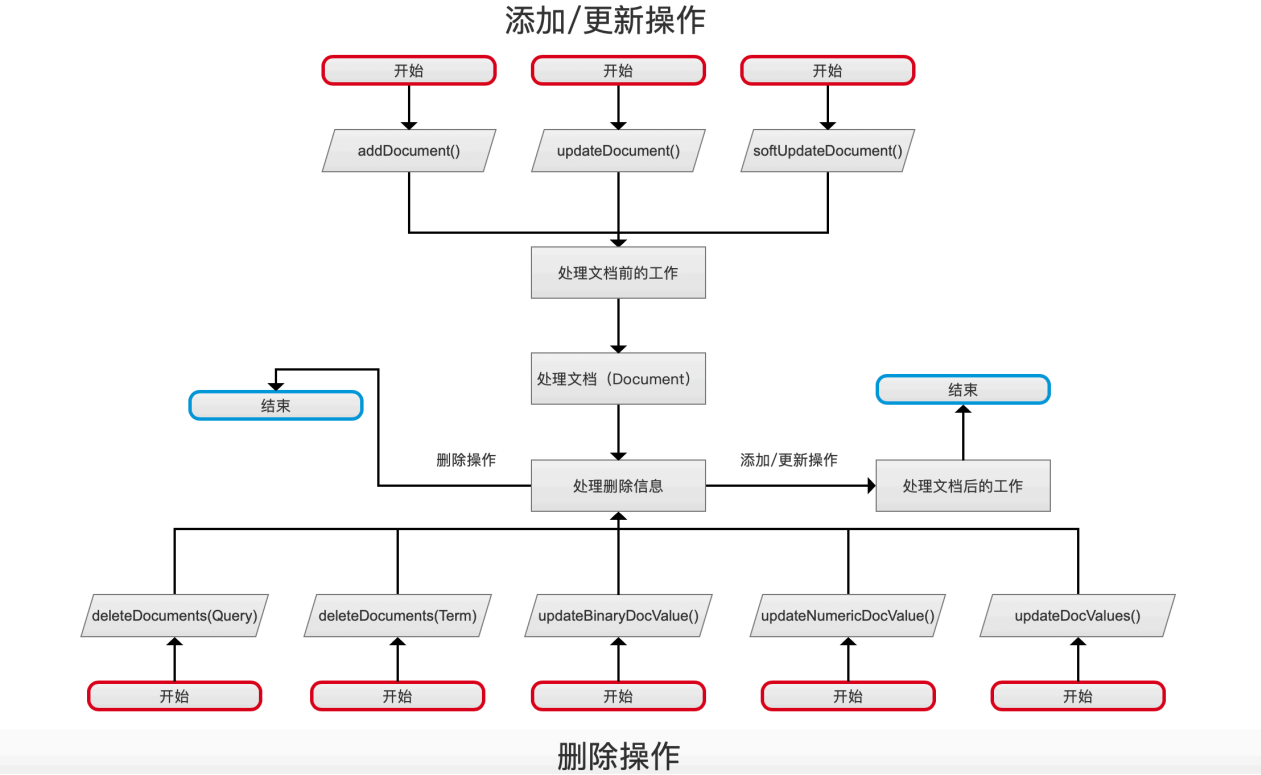 添加/更新操作
开始
开始
开始
addDocument()
updateDocument()
softUpdateDocument()
处理文档前的工作
处理文档（Document）
结束
结束
删除操作
添加/更新操作
处理删除信息
处理文档后的工作
deleteDocuments(Query)
deleteDocuments(Term)
updateBinaryDocValue()
updateNumericDocValue()
updateDocValues()
开始
开始
开始
开始
开始
删除操作